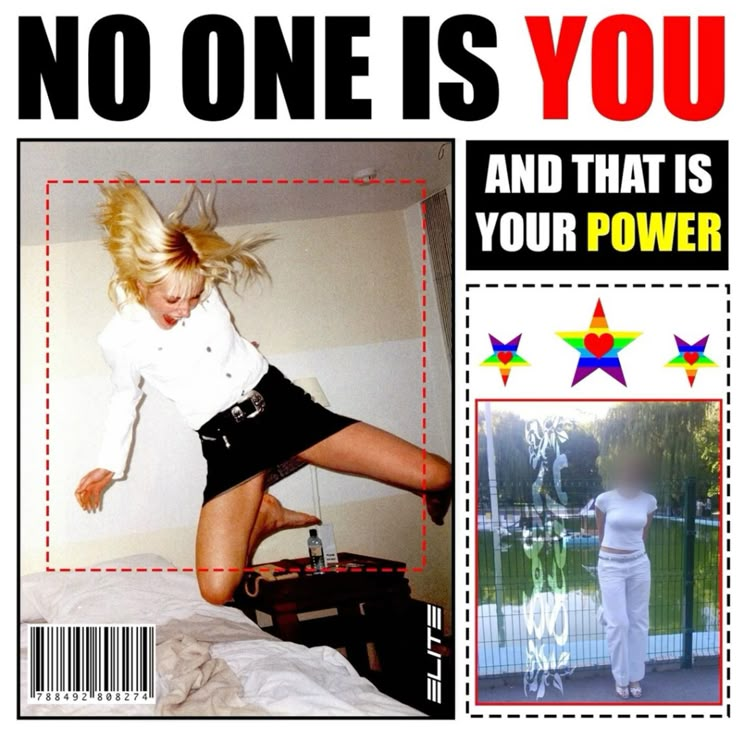 NO ONE IS YOU
AND THAT IS
YOUR POWER
ELITE
788492 808274